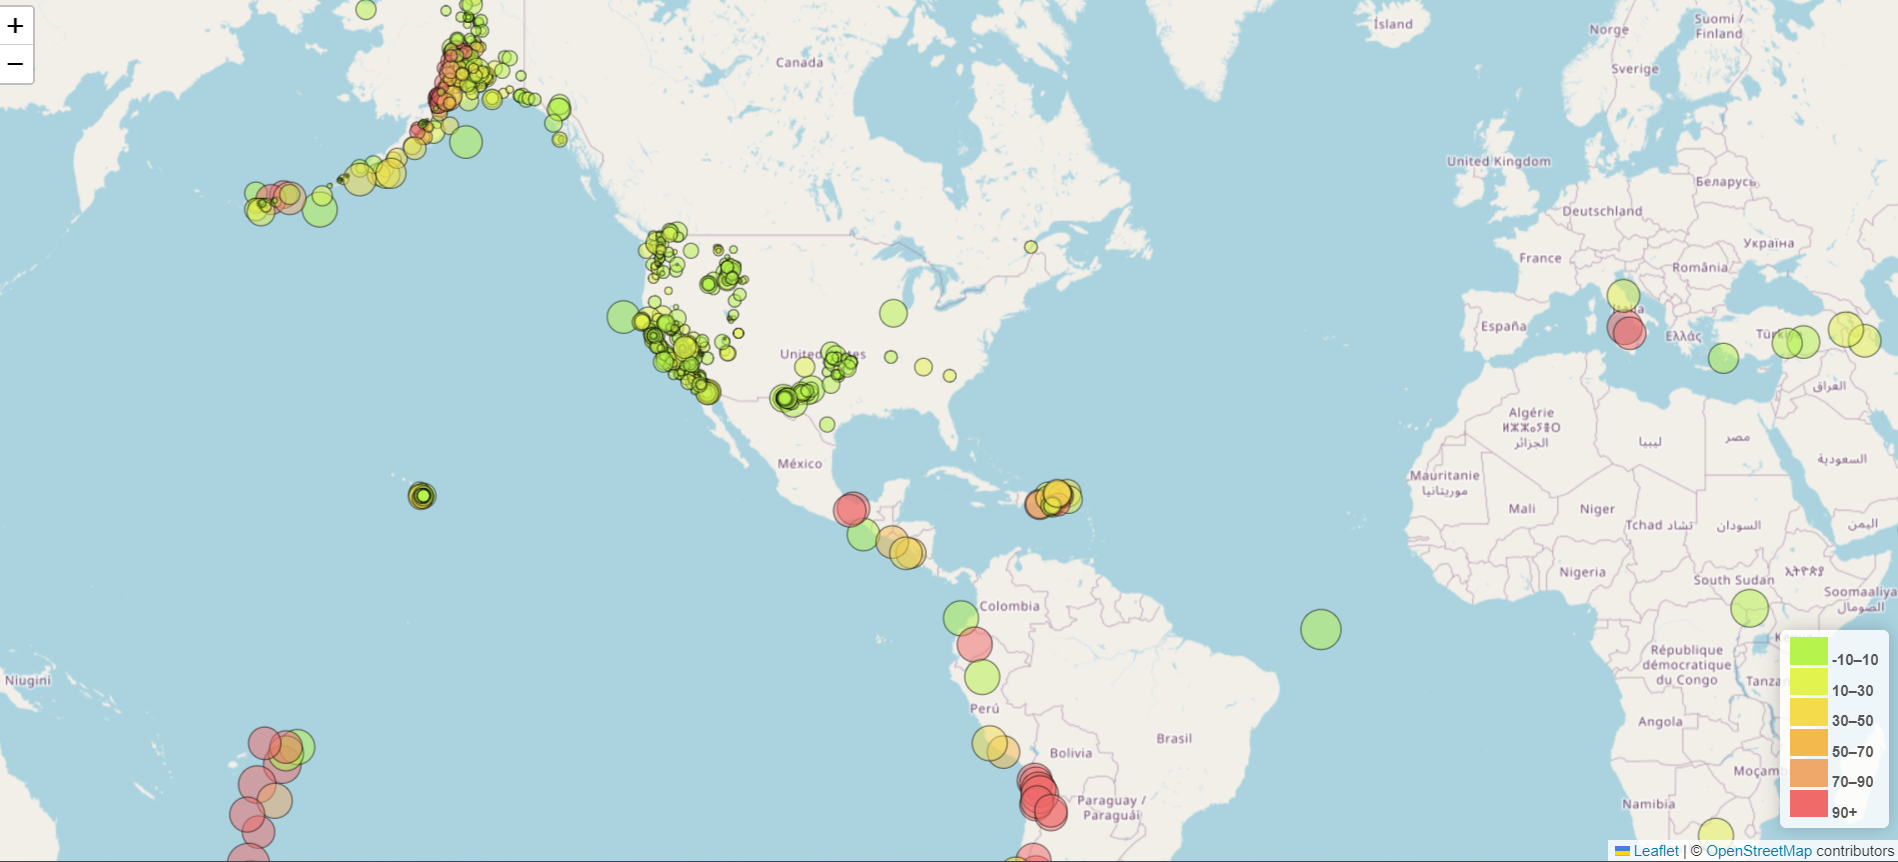 +
−
Ísland
Norge
Suomi /
Finland
Sverige
Canada
United Kingdom
Беларусь
Deutschland
Україна
France
România
España
Ελλάς
United States
Algérie
ⵍⵣⵣⴰⵢⴻⵔ
الجزائر
ليبيا
مصر
العراق
السعودية
México
Mauritanie
موريتانيا
Mali
Niger
Tchad تشاد
السودان
اليمن
Nigeria
South Sudan
ኢትዮጵያ
Soomaaliya
الصومال
Colombia
République
démocratique
du Congo
Niugini
Perú
Angola
Brasil
Bolivia
Paraguay /
Paraguái
Namibia
-10–10
10–30
30–50
50–70
70–90
90+
Leaflet | © OpenStreetMap contributors